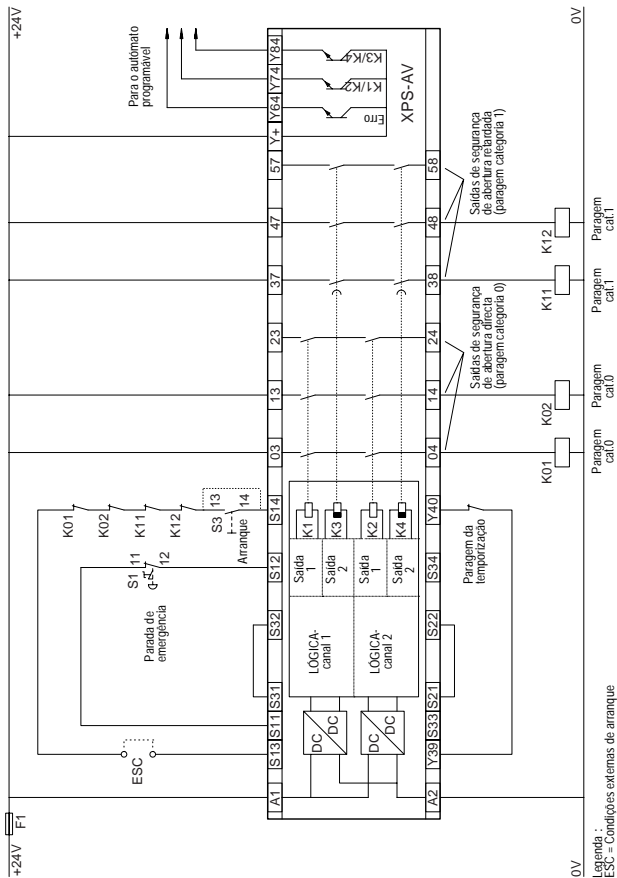 +24V
F1
+24V
0V
0V
Para o autómato
programável
Parada de
emergência
S1
11
12
K01
K02
K11
K12
S3
13
14
Arranque
ESC
A1
S13
S11
S31
S32
S12
S14
03
13
23
37
47
57
Y+
Y64
Y74
Y84
DC
DC
DC
DC
LÓGICA-
canal 1
LÓGICA-
canal 2
Saída
1
Saída
2
Saída
1
Saída
2
K1
K3
K2
K4
Erro
K1/K2
K3/K4
XPS-AV
A2
Y39
S33
S21
S22
S34
Y40
04
14
24
38
48
58
Paragem da
temporização
Saídas de segurança
de abertura directa
(paragem categoria 0)
Saídas de segurança
de abertura retardada
(paragem categoria 1)
K01
K02
K11
K12
Paragem
cat.0
Paragem
cat.0
Paragem
cat.1
Paragem
cat.1
Legenda :
ESC = Condições externas de arranque